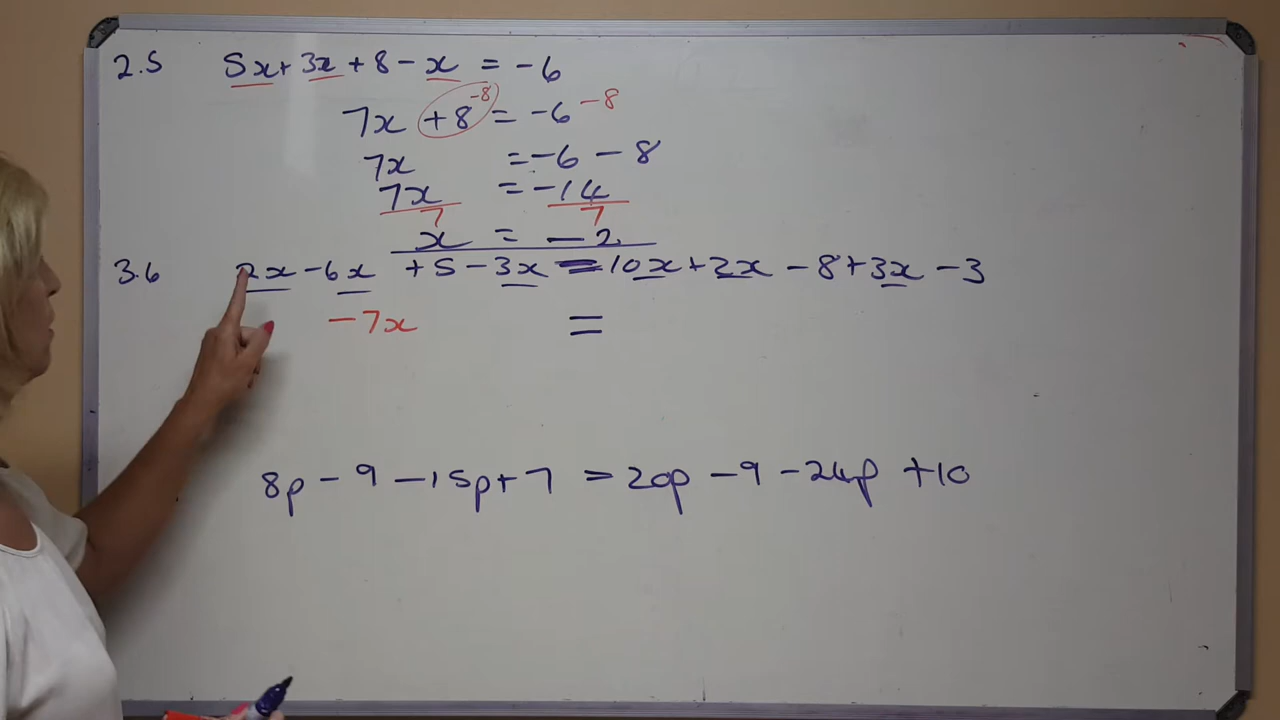 2.5 5x + 3x + 8 - x = -6
7x + 8 -8 = -6 - 8
7x = -6 - 8
7x = -14
7 7
x = -2
3.6 2x - 6x + 5 - 3x = 10x + 2x - 8 + 3x - 3
-7x =
8p - 9 - 15p + 7 = 20p - 9 - 24p + 10